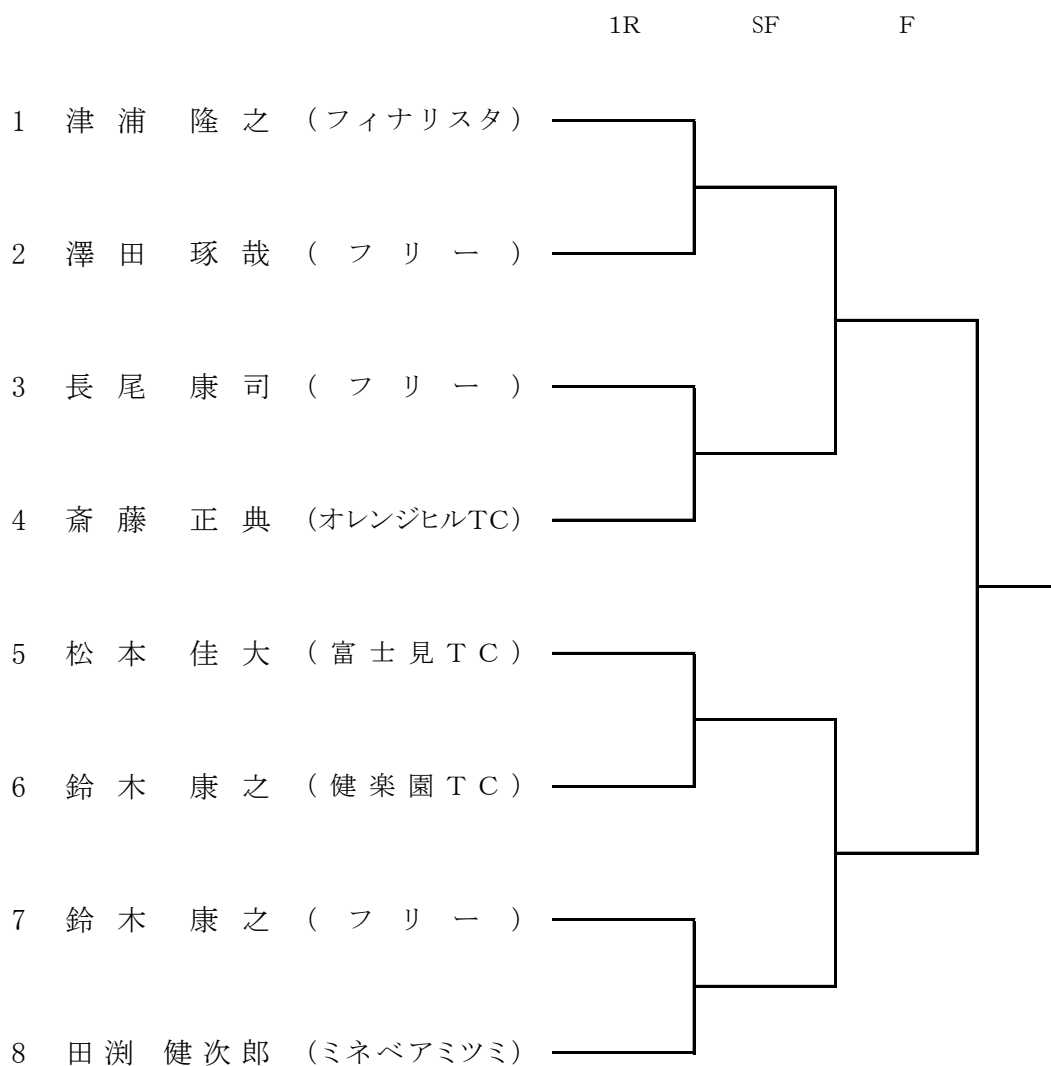 1R SF F
1 津浦 隆之 (フィナリスタ)
2 澤田 琢哉 (フリー)
3 長尾 康司 (フリー)
4 斎藤 正典 (オレンジヒルTC)
5 松本 佳大 (富士見TC)
6 鈴木 康之 (健楽園TC)
7 鈴木 康之 (フリー)
8 田渕 健次郎 (ミネベアミツミ)